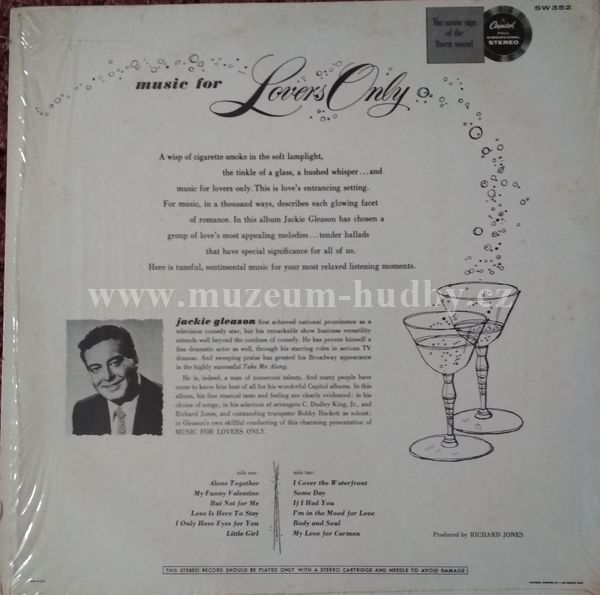 SW352
The surest sign
of the
finest sound
Capitol
FULL
DIMENSIONAL
STEREO
music for Lovers Only
A wisp of cigarette smoke in the soft lamplight,
the tinkle of a glass, a hushed whisper...and
music for lovers only. This is love's entrancing setting.
For music, in a thousand ways, describes each glowing facet
of romance. In this album Jackie Gleason has chosen a
group of love's most appealing melodies...tender ballads
that have special significance for all of us.
Here is tuneful, sentimental music for your most relaxed listening moments.
www.muzeum-hudby.cz
jackie gleason first achieved national prominence as a
television comedy star, but his remarkable show business versatility
extends well beyond the confines of comedy. He has proven himself a
fine dramatic actor as well, through his starring roles in serious TV
dramas. And sweeping praise has greeted his Broadway appearance
in the highly successful Take Me Along.
He is, indeed, a man of numerous talents. And many people have
come to know him best of all for his wonderful Capitol albums. In this
album, his fine musical taste and feeling are clearly evidenced: in his
choice of songs; in his selection of arrangers C. Dudley King, Jr., and
Richard Jones, and outstanding trumpeter Bobby Hackett as soloist;
in Gleason's own skillful conducting of this charming presentation of
MUSIC FOR LOVERS ONLY.
side one
Alone Together
My Funny Valentine
But Not for Me
Love Is Here To Stay
I Only Have Eyes for You
Little Girl
side two
I Cover the Waterfront
Some Day
If I Had You
I'm in the Mood for Love
Body and Soul
My Love for Carmen
Produced by RICHARD JONES
THIS STEREO RECORD SHOULD BE PLAYED ONLY WITH A STEREO CARTRIDGE AND NEEDLE TO AVOID DAMAGE